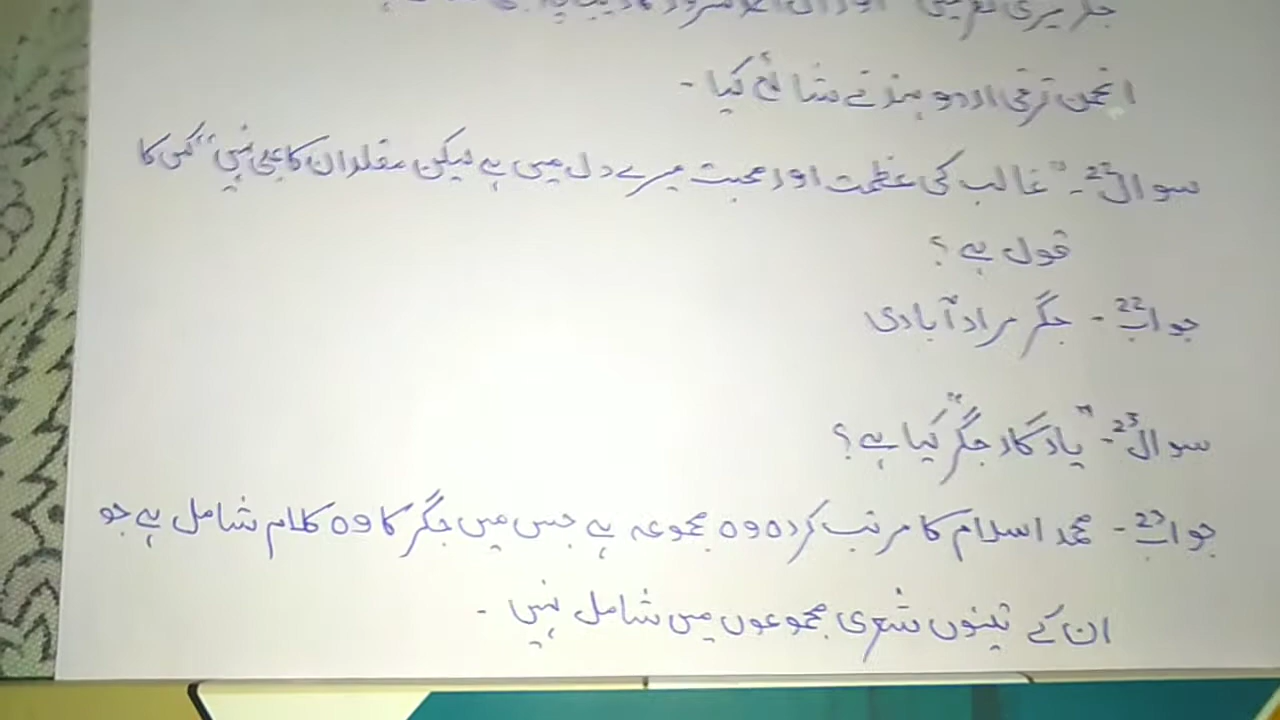 انجمن ترقی اردو ہند نے شائع کیا -
سوال 22 - "غالب کی عظمت اور محبت میرے دل میں ہے لیکن مقلد ان کا بھی نہیں" کس کا
قول ہے ؟
جواب 22 - جگر مراد آبادی
سوال 23 - "یادگار جگر" کیا ہے ؟
جواب 23 - محمد اسلام کا مرتب کردہ وہ مجموعہ ہے جس میں جگر کا وہ کلام شامل ہے جو
ان کے تینوں شعری مجموعوں میں شامل نہیں -